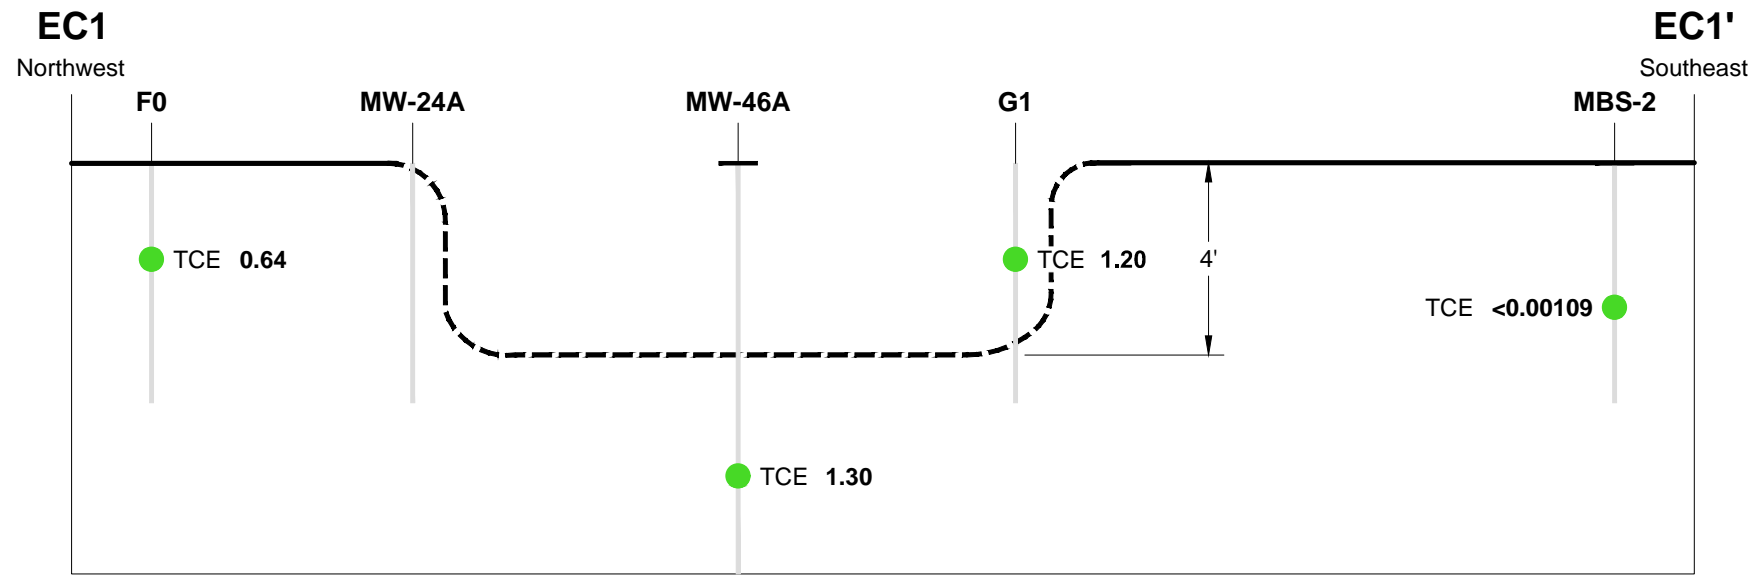 EC1
EC1'
Northwest
Southeast
F0
MW-24A
MW-46A
G1
MBS-2
TCE 0.64
TCE 1.20
4'
TCE <0.00109
TCE 1.30